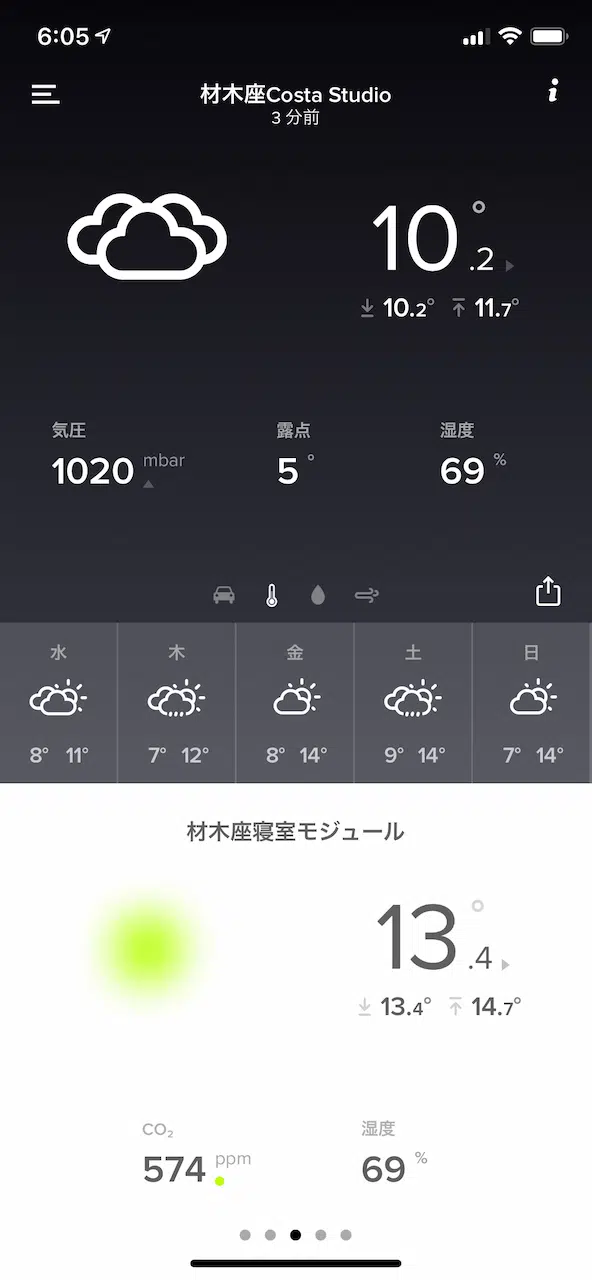 6:05
材木座Costa Studio
3 分前
10.2°
10.2° 11.7°
気圧 露点 湿度
1020 mbar 5° 69 %
水 木 金 土 日
8° 11° 7° 12° 8° 14° 9° 14° 7° 14°
材木座寝室モジュール
13.4°
13.4° 14.7°
CO₂ 湿度
574 ppm 69 %